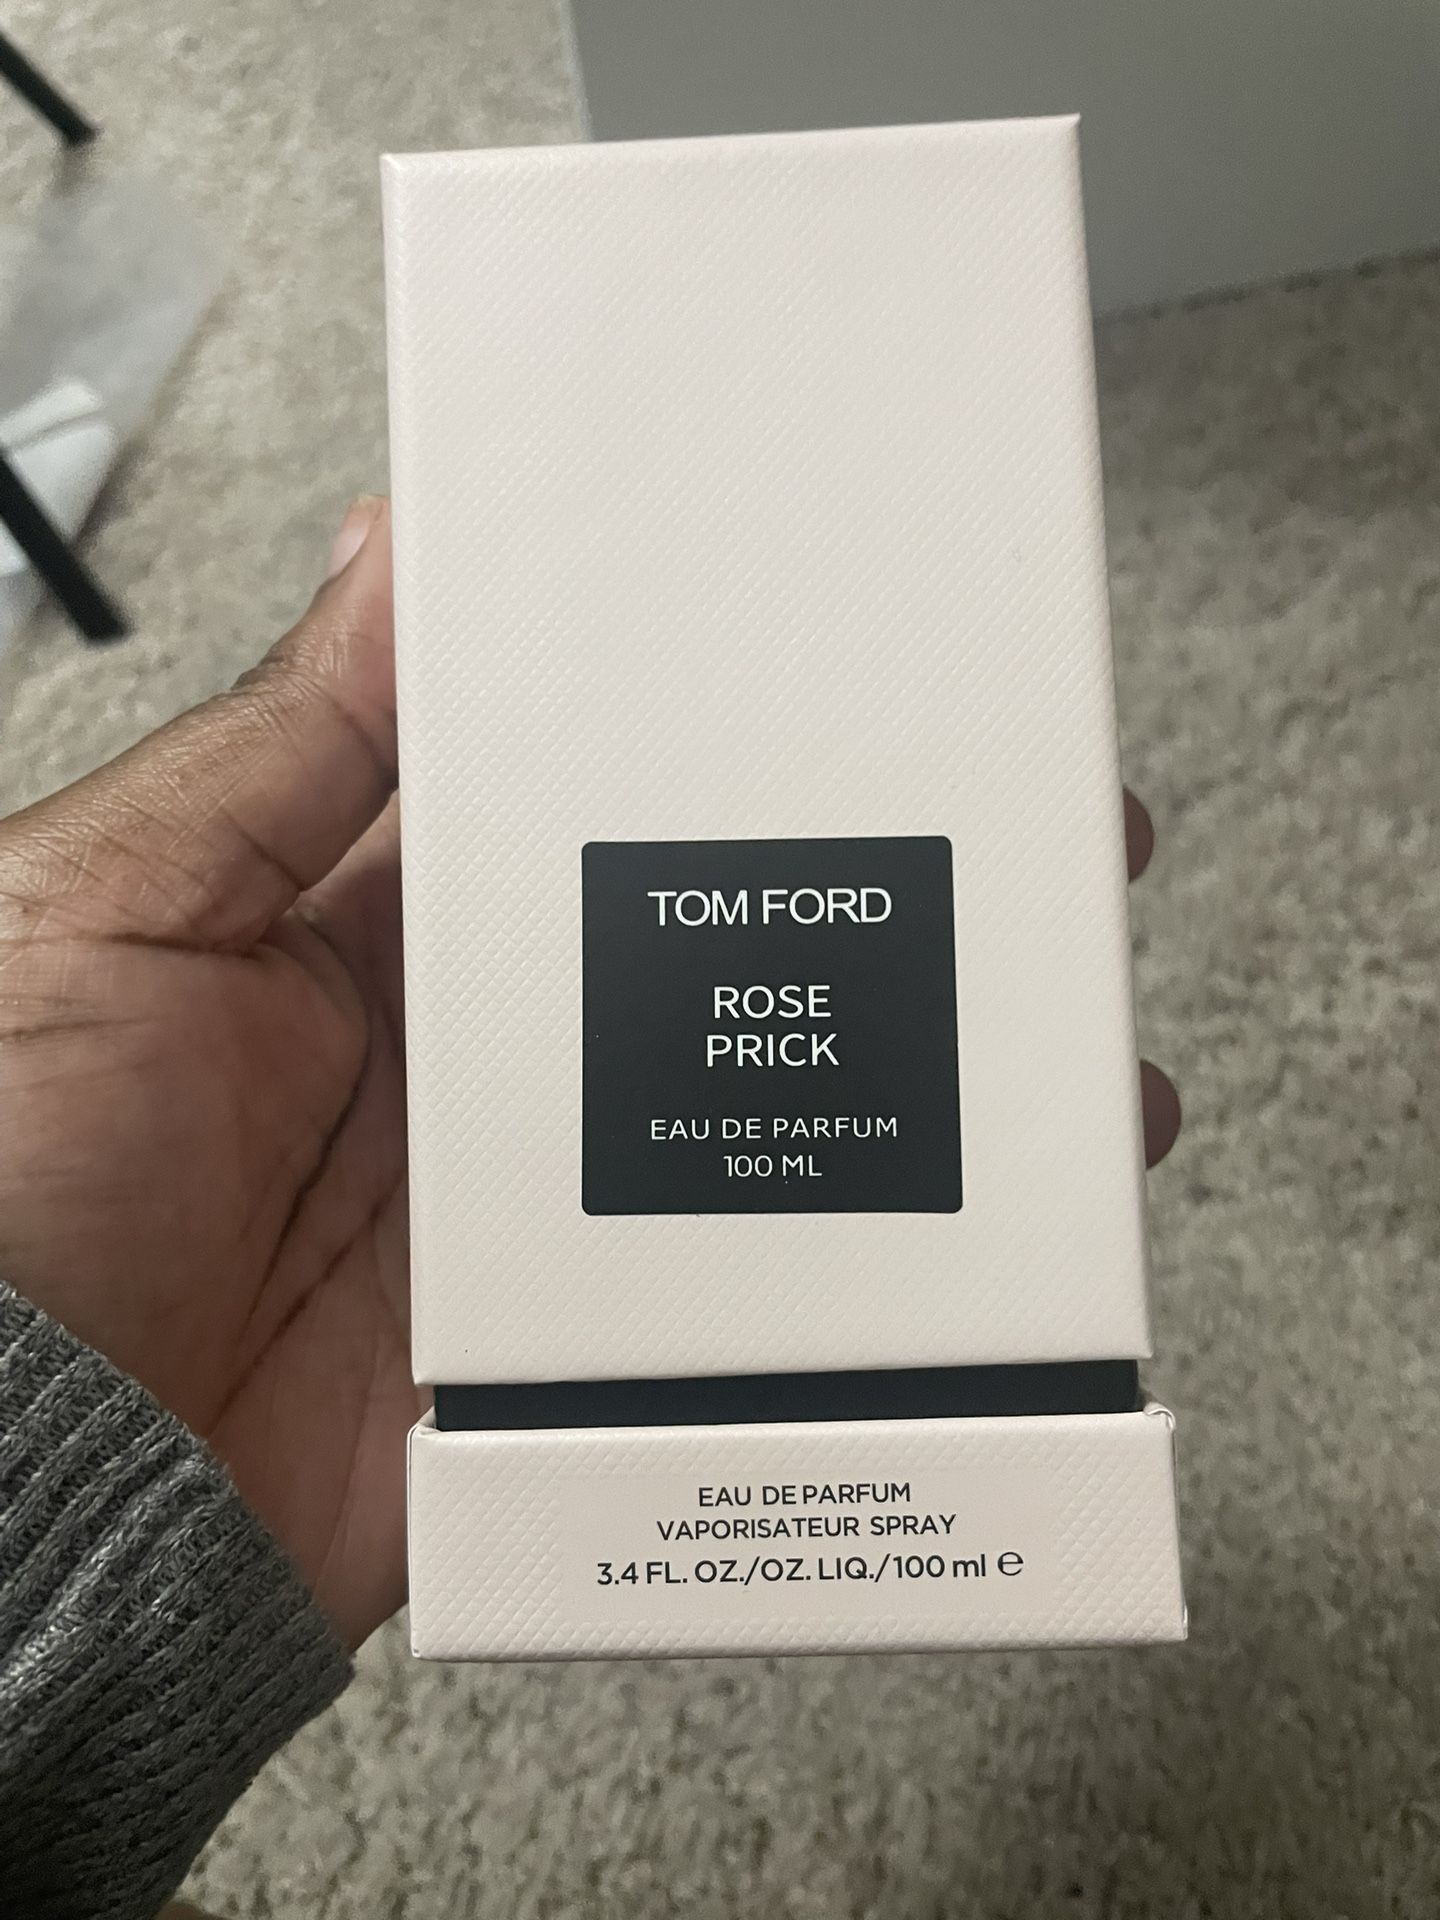 TOM FORD
ROSE
PRICK
EAU DE PARFUM
100 ML
EAU DE PARFUM
VAPORISATEUR SPRAY
3.4 FL. OZ./OZ. LIQ./100 ml ℮